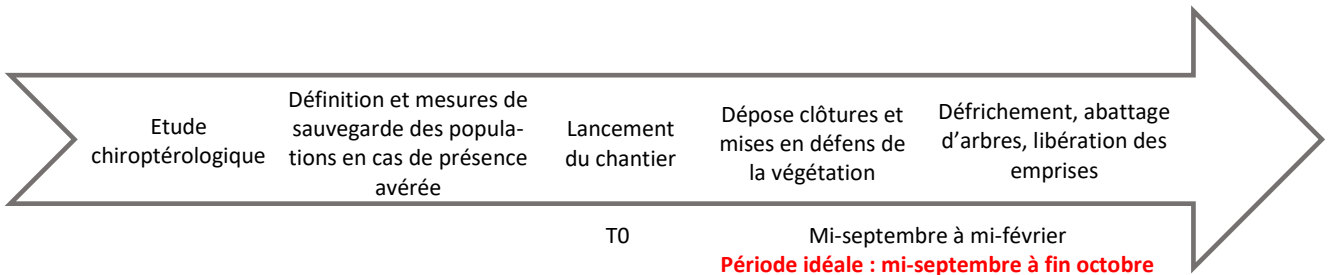 Etude
chiroptérologique
Définition et mesures de
sauvegarde des popula-
tions en cas de présence
avérée
Lancement
du chantier
Dépose clôtures et
mises en défens de
la végétation
Défrichement, abattage
d’arbres, libération des
emprises
T0
Mi-septembre à mi-février
Période idéale : mi-septembre à fin octobre